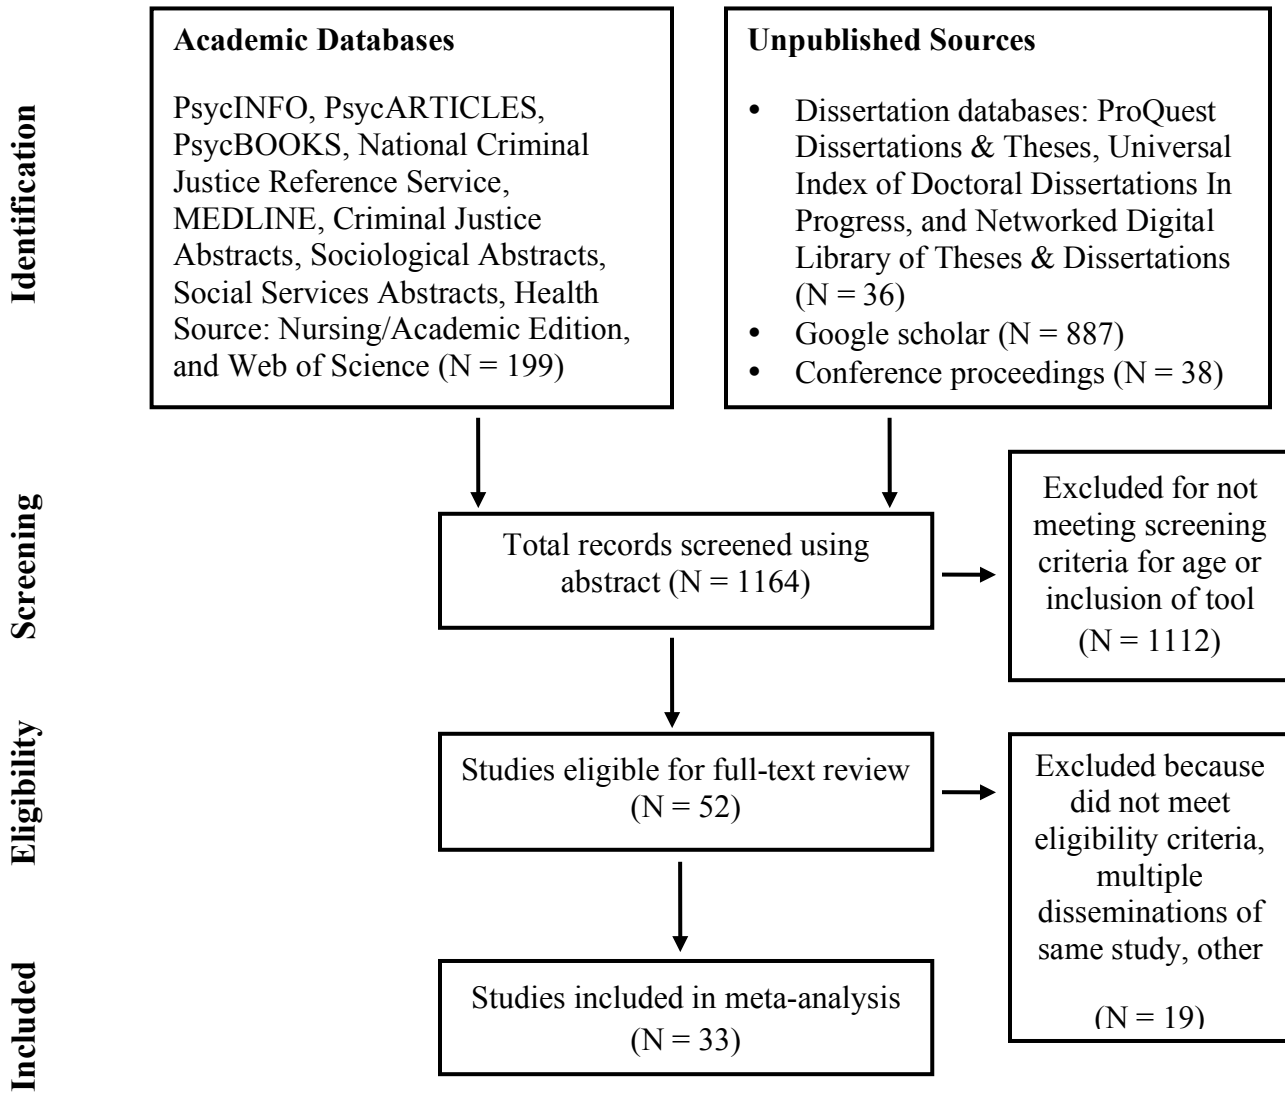 Identification
Academic Databases
PsycINFO, PsycARTICLES,
PsycBOOKS, National Criminal
Justice Reference Service,
MEDLINE, Criminal Justice
Abstracts, Sociological Abstracts,
Social Services Abstracts, Health
Source: Nursing/Academic Edition,
and Web of Science (N = 199)
Unpublished Sources
• Dissertation databases: ProQuest
Dissertations & Theses, Universal
Index of Doctoral Dissertations In
Progress, and Networked Digital
Library of Theses & Dissertations
(N = 36)
• Google scholar (N = 887)
• Conference proceedings (N = 38)
Screening
Total records screened using
abstract (N = 1164)
Excluded for not
meeting screening
criteria for age or
inclusion of tool
(N = 1112)
Eligibility
Studies eligible for full-text review
(N = 52)
Excluded because
did not meet
eligibility criteria,
multiple
disseminations of
same study, other
(N = 19)
Included
Studies included in meta-analysis
(N = 33)